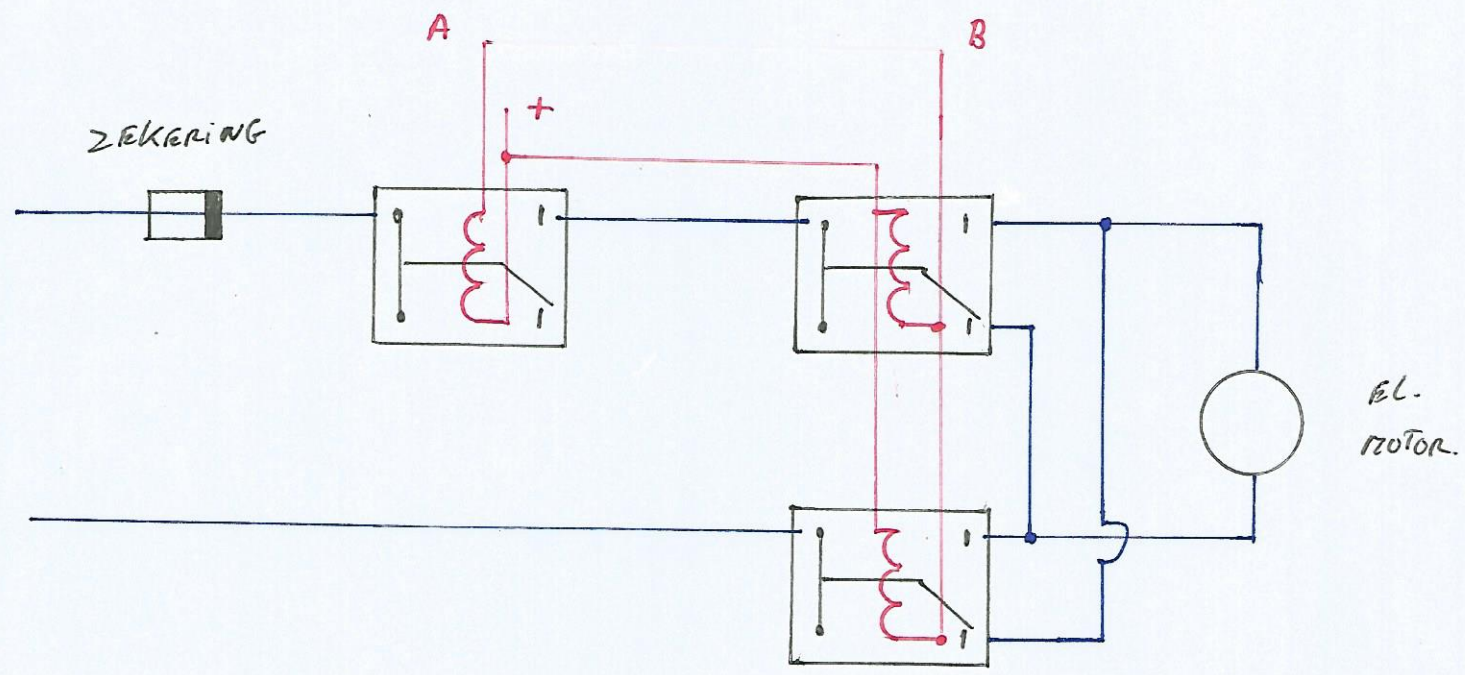 A
B
+
ZEKERING
EL.
MOTOR.